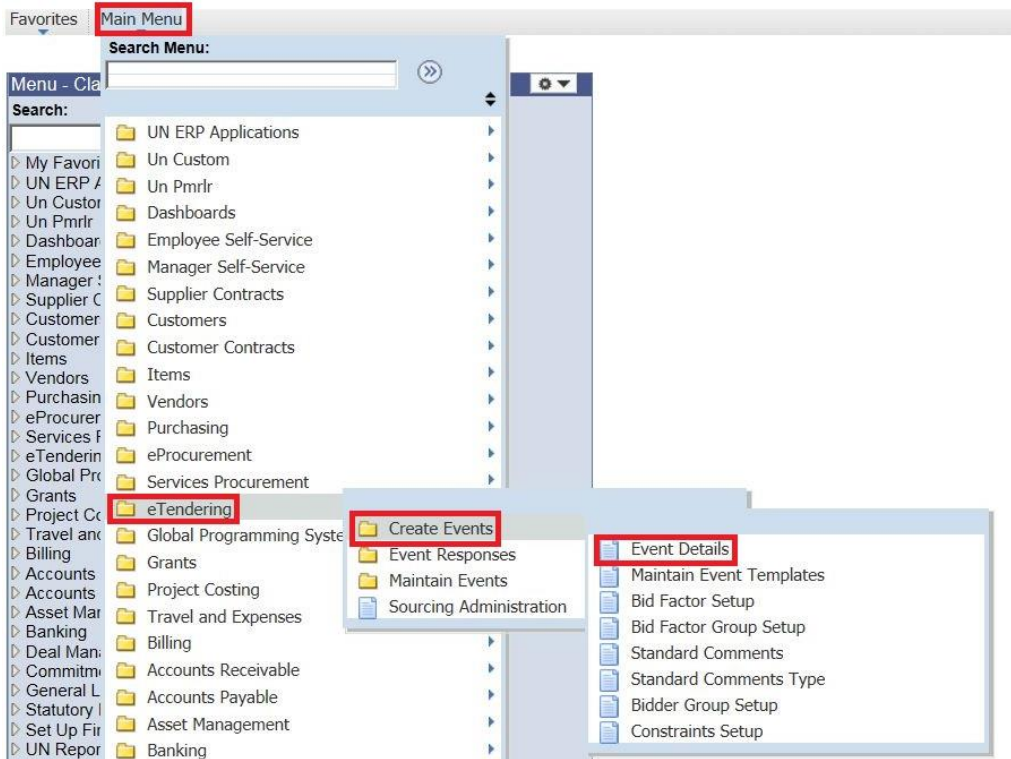 Favorites Main Menu
Search Menu:
Menu - Cla
Search:
My Favori
UN ERP A
Un Custor
Un Pmrlr
Dashboar
Employee
Manager S
Supplier C
Customer
Customer
Items
Vendors
Purchasin
eProcurer
Services F
eTenderin
Global Pro
Grants
Project Co
Travel and
Billing
Accounts
Accounts
Asset Mar
Banking
Deal Man
Commitm
General L
Statutory
Set Up Fir
UN Repor
UN ERP Applications
Un Custom
Un Pmrlr
Dashboards
Employee Self-Service
Manager Self-Service
Supplier Contracts
Customers
Customer Contracts
Items
Vendors
Purchasing
eProcurement
Services Procurement
eTendering
Global Programming Syste
Grants
Project Costing
Travel and Expenses
Billing
Accounts Receivable
Accounts Payable
Asset Management
Banking
Create Events
Event Responses
Maintain Events
Sourcing Administration
Event Details
Maintain Event Templates
Bid Factor Setup
Bid Factor Group Setup
Standard Comments
Standard Comments Type
Bidder Group Setup
Constraints Setup